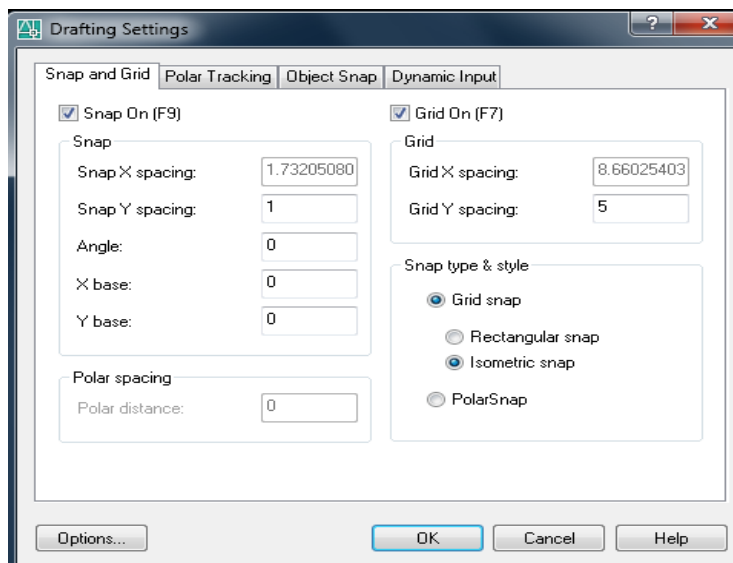 Drafting Settings
? X
Snap and Grid Polar Tracking Object Snap Dynamic Input
Snap On (F9)
Snap
Snap X spacing: 1.73205080
Snap Y spacing: 1
Angle: 0
X base: 0
Y base: 0
Polar spacing
Polar distance: 0
Grid On (F7)
Grid
Grid X spacing: 8.66025403
Grid Y spacing: 5
Snap type & style
Grid snap
Rectangular snap
Isometric snap
PolarSnap
Options... OK Cancel Help